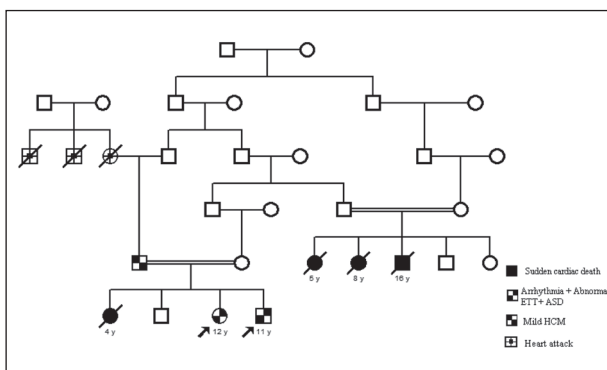 5 y
8 y
16 y
4 y
12 y
11 y
Sudden cardiac death
Arrhythmia + Abnorma
ETT+ ASD
Mild HCM
Heart attack